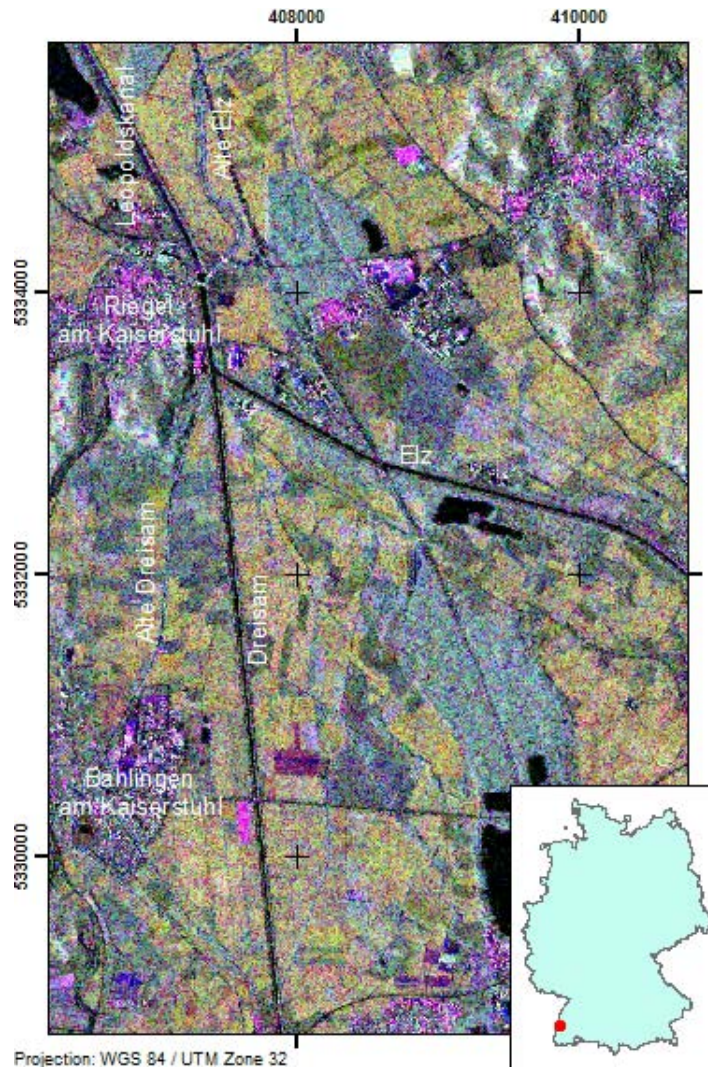 408000 410000
Leopoldskanal
Alte Elz
5334000
Riegel
am Kaiserstuhl
Elz
5332000
Alte Dreisam
Dreisam
Bahlingen
am Kaiserstuhl
5330000
Projection: WGS 84 / UTM Zone 32